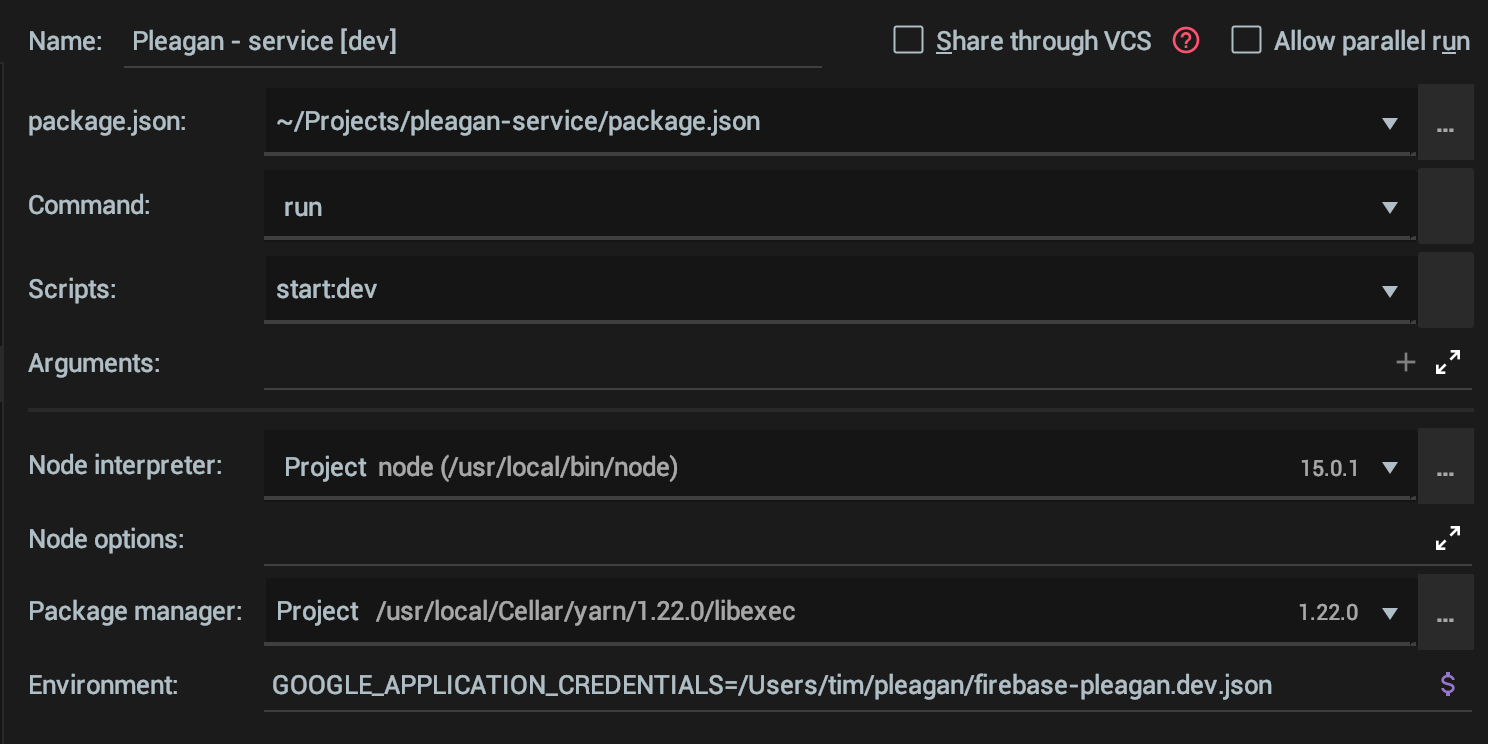 Name: Pleagan - service [dev] Share through VCS ? Allow parallel run
package.json: ~/Projects/pleagan-service/package.json ...
Command: run
Scripts: start:dev
Arguments: +
Node interpreter: Project node (/usr/local/bin/node) 15.0.1 ...
Node options:
Package manager: Project /usr/local/Cellar/yarn/1.22.0/libexec 1.22.0 ...
Environment: GOOGLE_APPLICATION_CREDENTIALS=/Users/tim/pleagan/firebase-pleagan.dev.json $